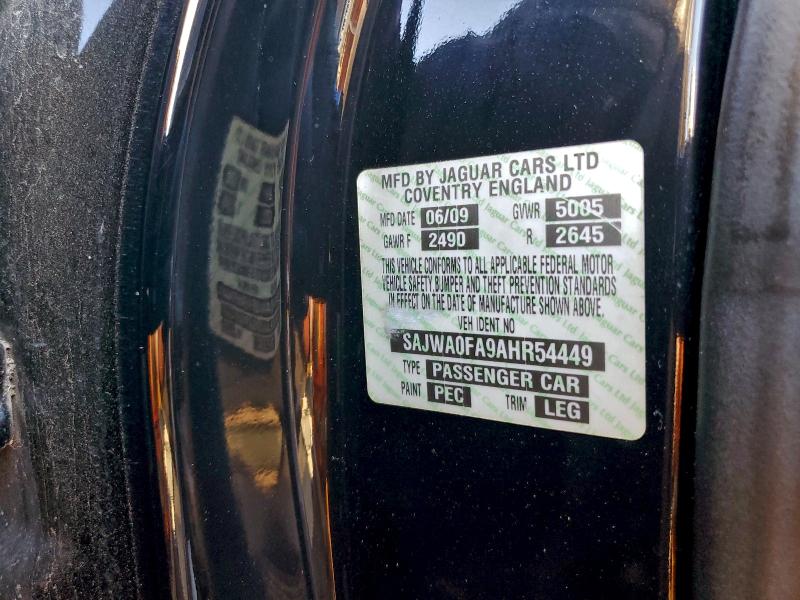 MFD BY JAGUAR CARS LTD
COVENTRY ENGLAND
MFD DATE 06/09 GVWR 5005
GAWR F 2490 R 2645
THIS VEHICLE CONFORMS TO ALL APPLICABLE FEDERAL MOTOR
VEHICLE SAFETY, BUMPER AND THEFT PREVENTION STANDARDS
IN EFFECT ON THE DATE OF MANUFACTURE SHOWN ABOVE.
VEH IDENT NO
SAJWA0FA9AHR54449
TYPE PASSENGER CAR
PAINT PEC TRIM LEG